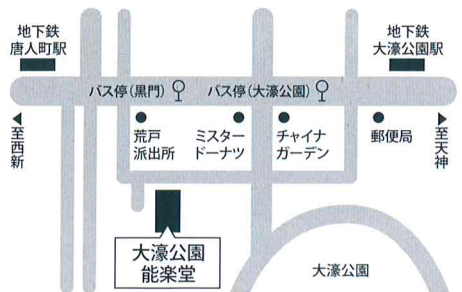 地下鉄
唐人町駅
地下鉄
大濠公園駅
バス停(黒門)
バス停(大濠公園)
至西新
荒戸
派出所
ミスター
ドーナツ
チャイナ
ガーデン
郵便局
至天神
大濠公園
能楽堂
大濠公園